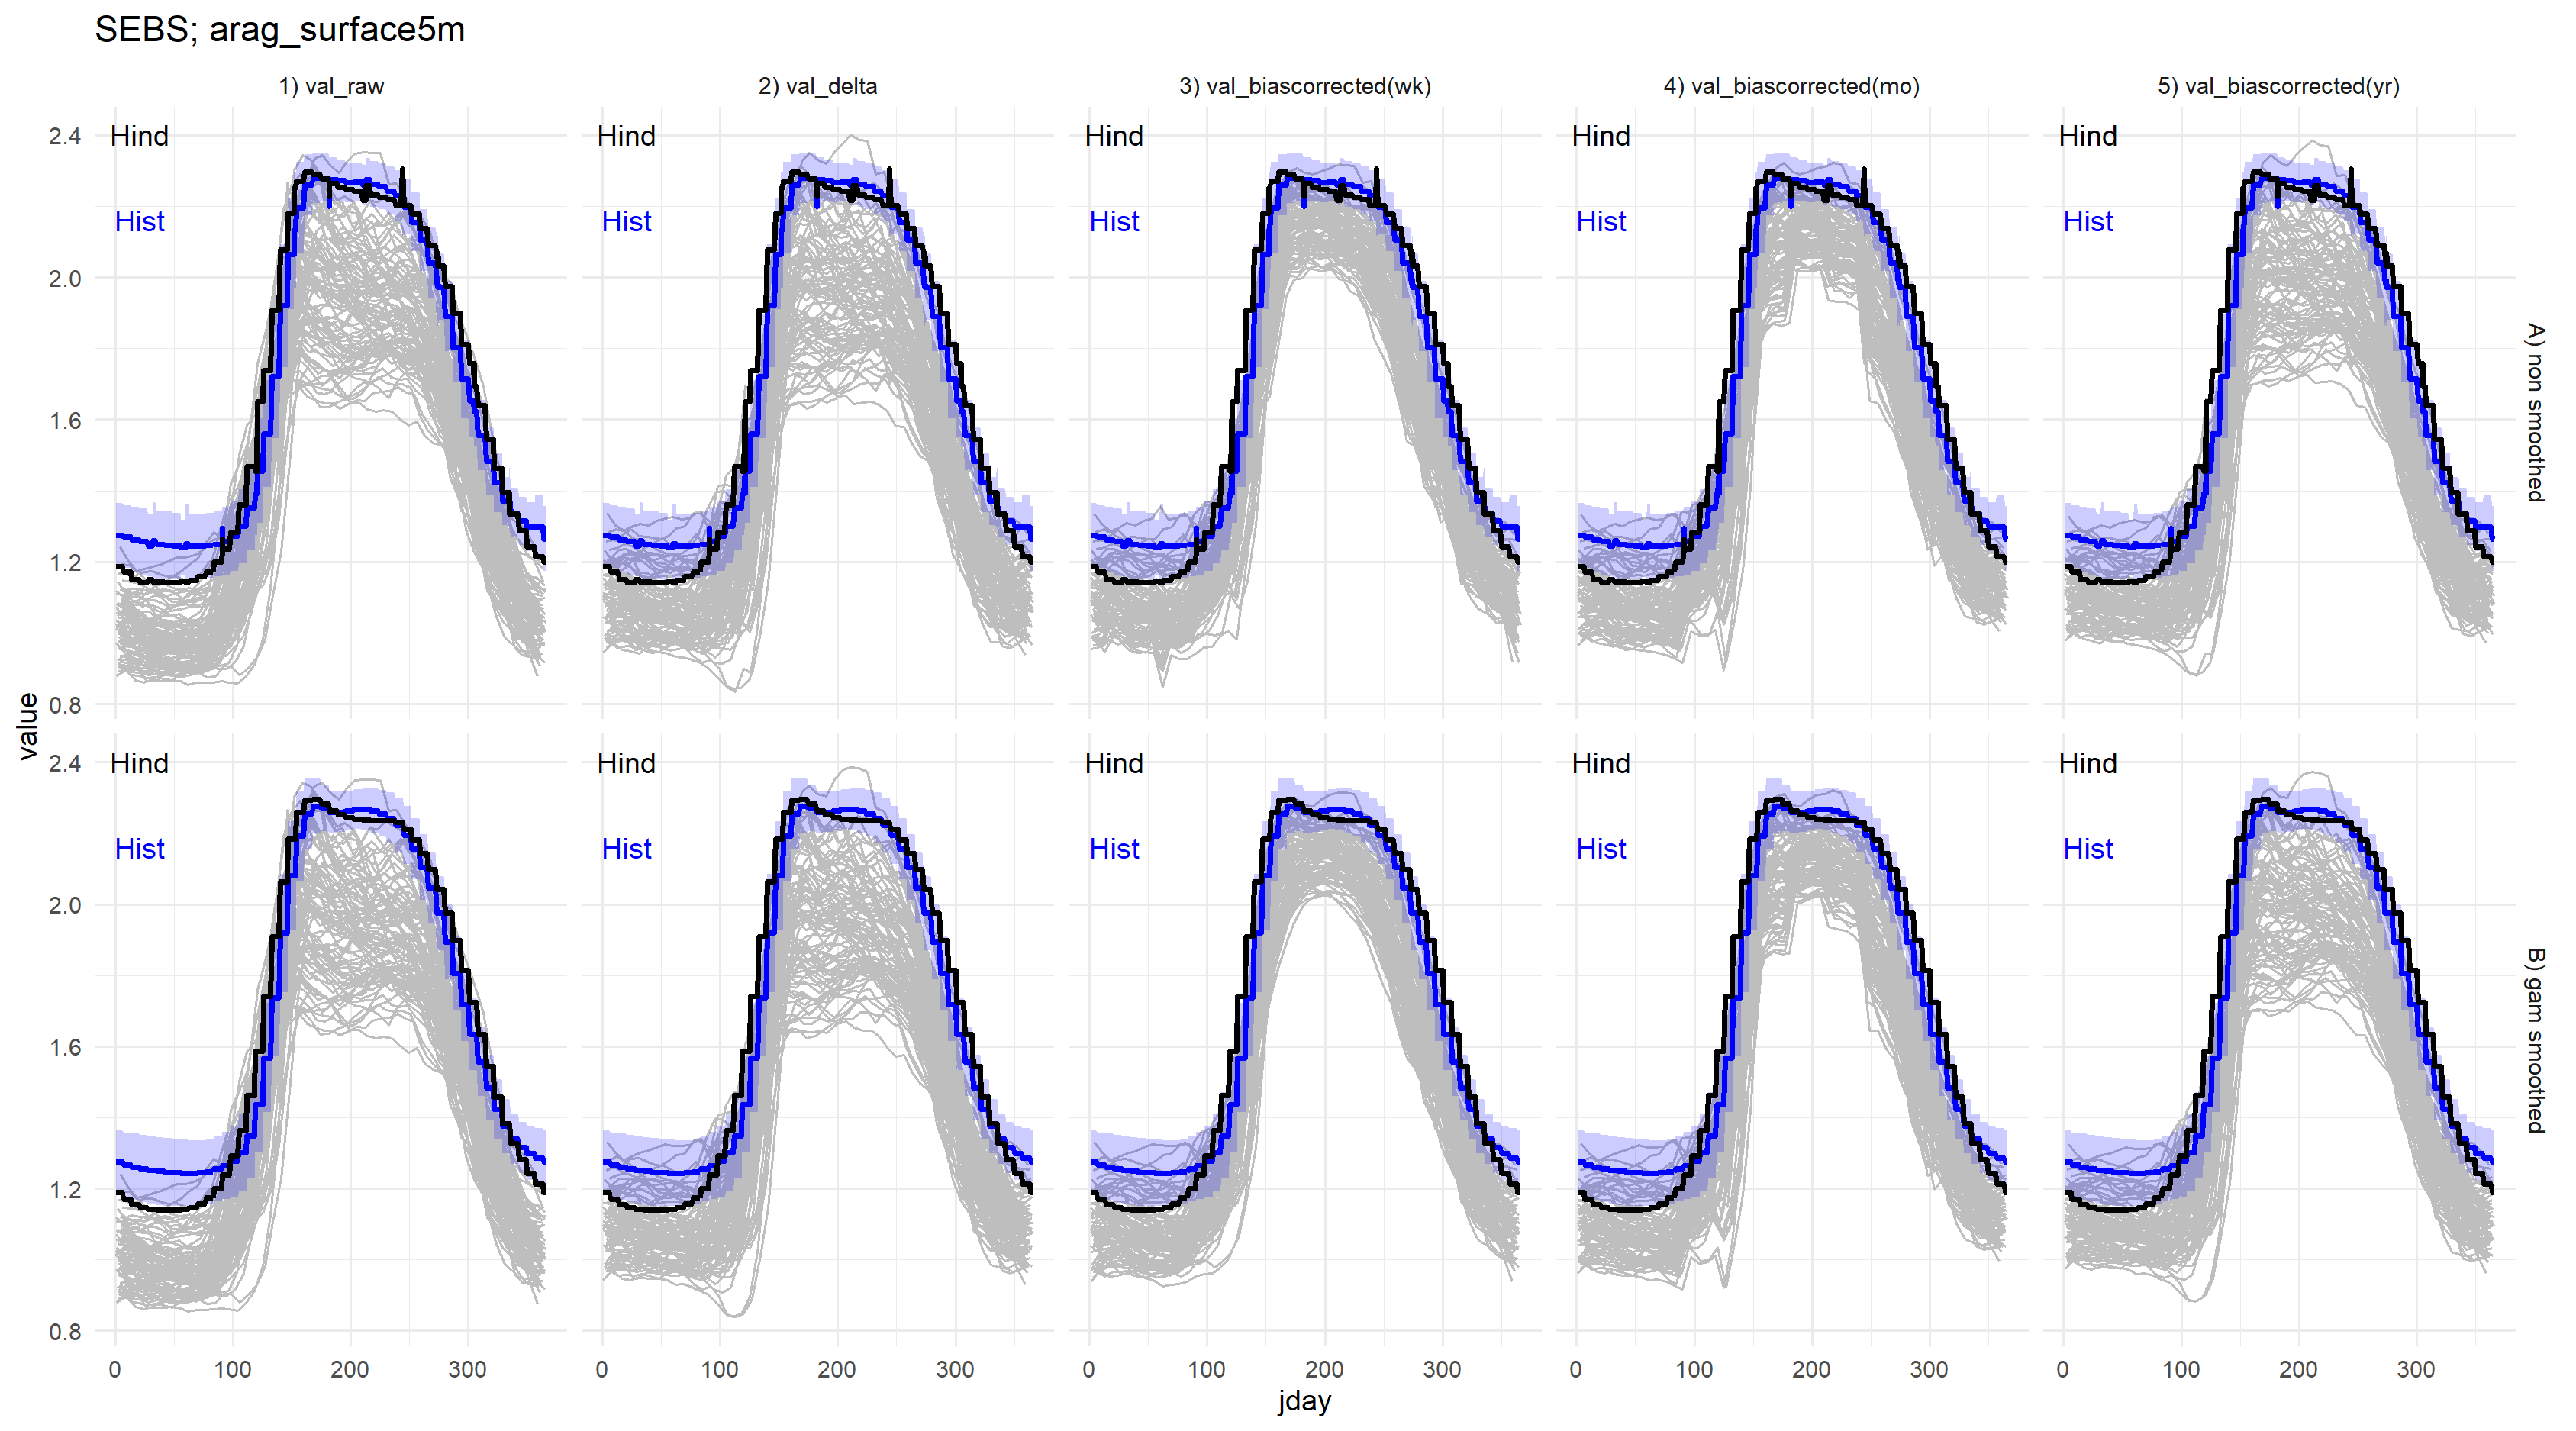 SEBS; arag_surface5m
1) val_raw
2) val_delta
3) val_biascorrected(wk)
4) val_biascorrected(mo)
5) val_biascorrected(yr)
2.4
2.0
1.6
1.2
0.8
Hind
Hist
Hind
Hist
Hind
Hist
Hind
Hist
Hind
Hist
A) non smoothed
value
2.4
2.0
1.6
1.2
0.8
Hind
Hist
Hind
Hist
Hind
Hist
Hind
Hist
Hind
Hist
B) gam smoothed
0 100 200 300
0 100 200 300
0 100 200 300
0 100 200 300
0 100 200 300
jday